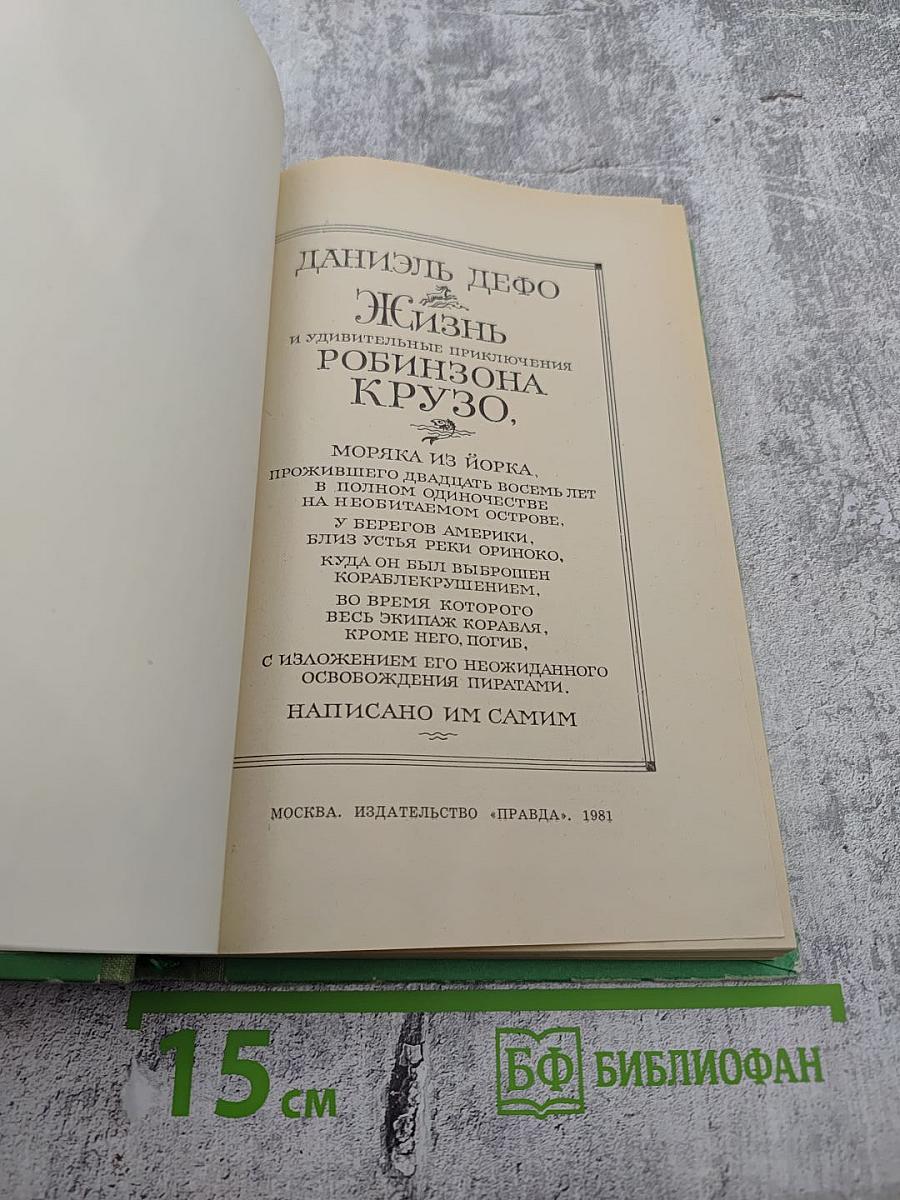 ДАНИЭЛЬ ДЕФО
ЖИЗНЬ
И УДИВИТЕЛЬНЫЕ ПРИКЛЮЧЕНИЯ
РОБИНЗОНА
КРУЗО,
МОРЯКА ИЗ ЙОРКА,
ПРОЖИВШЕГО ДВАДЦАТЬ ВОСЕМЬ ЛЕТ
В ПОЛНОМ ОДИНОЧЕСТВЕ
НА НЕОБИТАЕМОМ ОСТРОВЕ,
У БЕРЕГОВ АМЕРИКИ,
БЛИЗ УСТЬЯ РЕКИ ОРИНОКО,
КУДА ОН БЫЛ ВЫБРОШЕН
КОРАБЛЕКРУШЕНИЕМ,
ВО ВРЕМЯ КОТОРОГО
ВЕСЬ ЭКИПАЖ КОРАБЛЯ,
КРОМЕ НЕГО, ПОГИБ,
С ИЗЛОЖЕНИЕМ ЕГО НЕОЖИДАННОГО
ОСВОБОЖДЕНИЯ ПИРАТАМИ.
НАПИСАНО ИМ САМИМ
МОСКВА. ИЗДАТЕЛЬСТВО «ПРАВДА». 1981
15 см
БФ БИБЛИОФАН